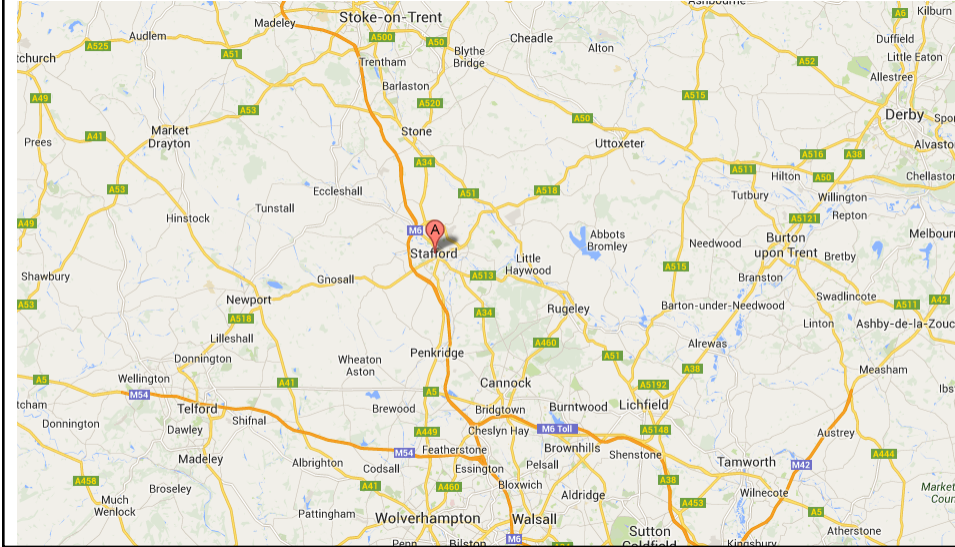 Ashbourne
Stoke-on-Trent
A6
Kilburn
Madeley
Audlem
A500
A50
Cheadle
Duffield
A525
Alton
tchurch
A51
Blythe
Bridge
A52
Little Eaton
Trentham
Allestree
Barlaston
A49
A515
A520
A53
Derby
Spo
A50
Market
Drayton
Stone
A41
Prees
Uttoxeter
Alvasto
A516
A38
A34
A511
A50
Chellaston
Hilton
A53
Eccleshall
A51
A518
Tutbury
Willington
Tunstall
Hinstock
A5121
Repton
A49
M6
A
Abbots
Bromley
Needwood
Burton
upon Trent
Melbour
Stafford
Little
Haywood
Bretby
A515
Shawbury
Gnosall
A513
Branston
Newport
Swadlincote
A53
Rugeley
Barton-under-Needwood
A511
A42
A34
A518
Linton
Ashby-de-la-Zouc
Lilleshall
A460
Alrewas
Penkridge
A51
Donnington
Wheaton
Aston
A38
Measham
A5
Wellington
A41
Cannock
A5192
Ibs
M54
A5
tcham
Telford
Brewood
Bridgtown
Burntwood
Lichfield
Donnington
Shifnal
Dawley
A449
Cheslyn Hay
M6 Toll
A5148
Austrey
Madeley
M54
Featherstone
Brownhills
Shenstone
A444
Albrighton
Codsall
Essington
Pelsall
Tamworth
M42
A458
A41
A460
Bloxwich
A38
Broseley
Aldridge
Wilnecote
Market
Coun
Much
Wenlock
A453
Pattingham
Wolverhampton
Walsall
A5
Sutton
Coldfield
Atherstone
Penn
Bilston
M6
Kingsbury